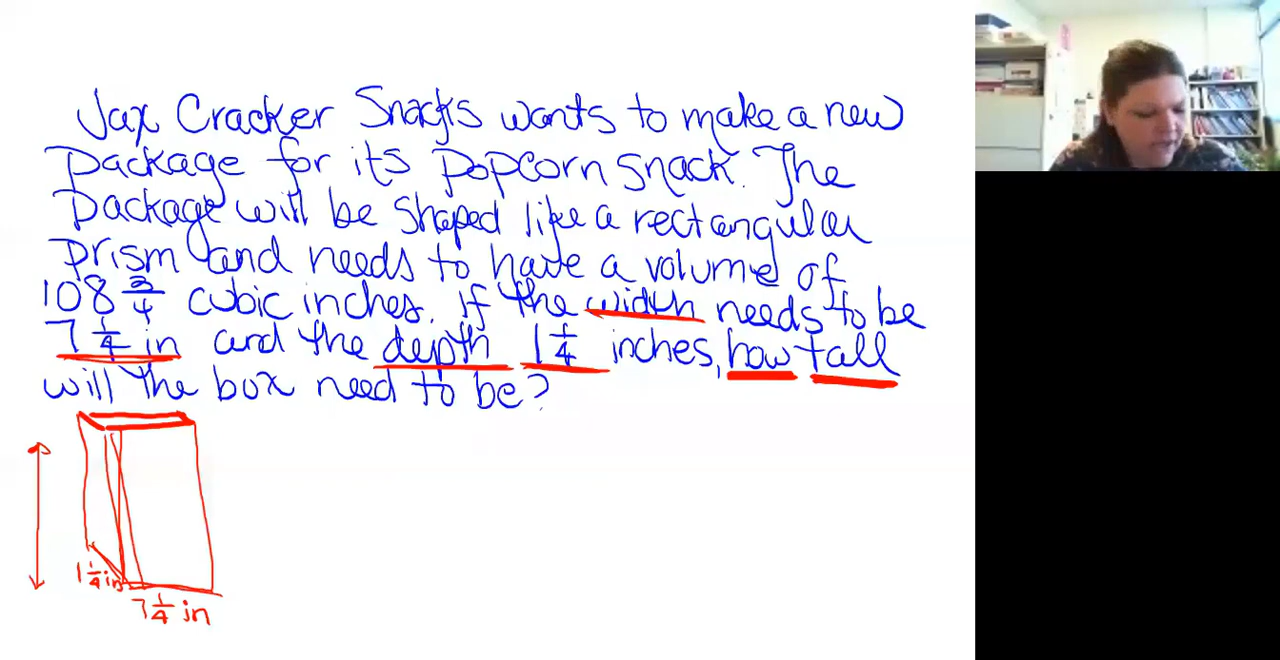 Jax Cracker Snacks wants to make a new
package for its popcorn snack. The
package will be shaped like a rectangular
prism and needs to have a volume of
108 3/4 cubic inches. If the width needs to be
7 1/4 in and the depth 1 1/4 inches, how tall
will the box need to be?
1 1/4 in
7 1/4 in